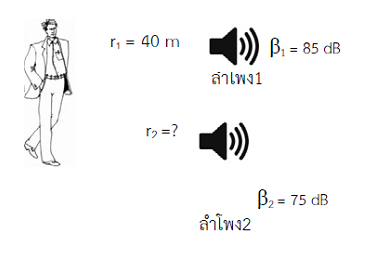 r₁ = 40 m
β₁ = 85 dB
ลำเพง1
r₂ =?
β₂ = 75 dB
ลำโพง2